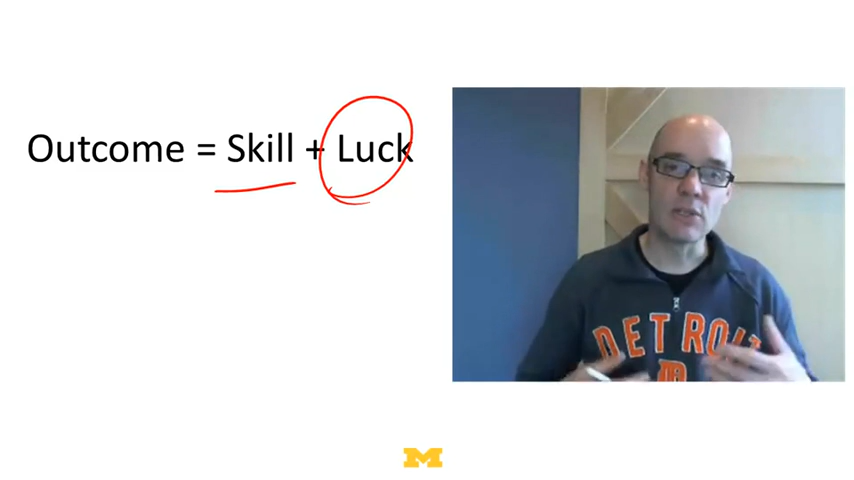 Outcome = Skill + Luck
DETROIT
M